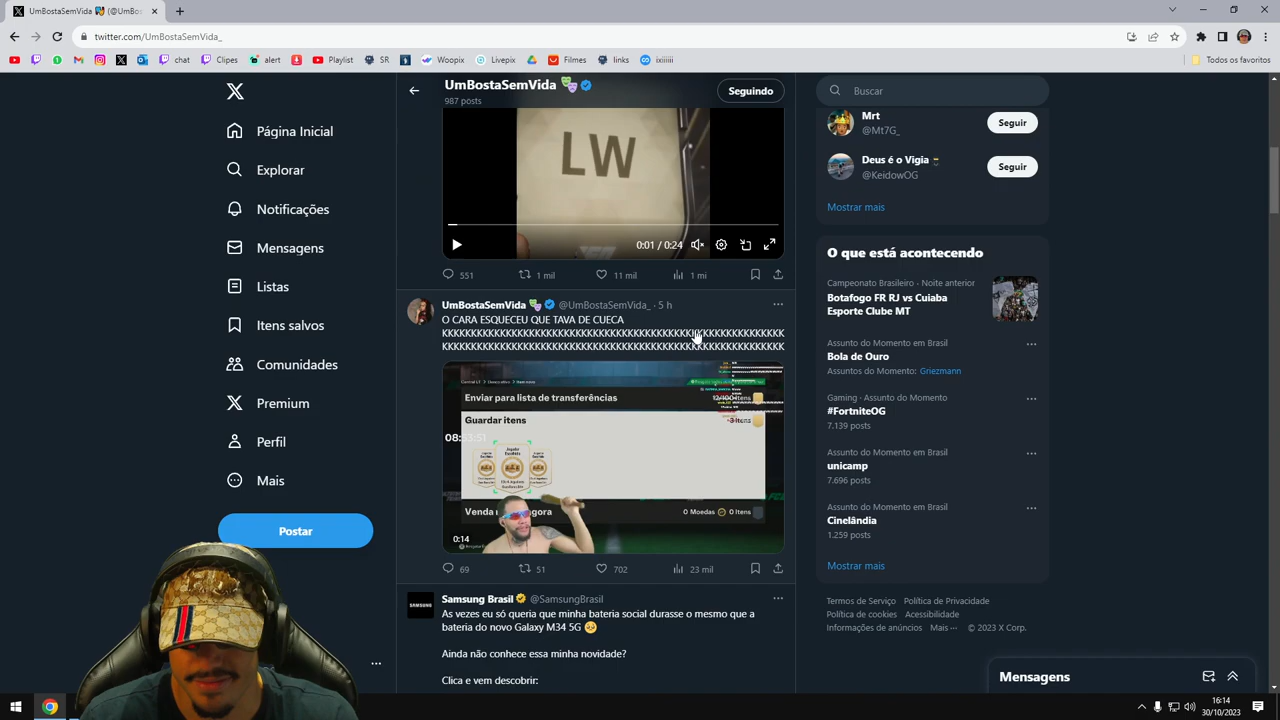 UmBostaSemVida 🎭 (@UmBos
twitter.com/UmBostaSemVida_
chat
Clipes
alert
Playlist
SR
Woopix
HWG
Filmes
links
ixiiiii
Todos os favoritos
Página Inicial
Explorar
Notificações
Mensagens
Listas
Itens salvos
Comunidades
Premium
Perfil
Mais
Postar
UmBostaSemVida 🎭
987 posts
Seguindo
LW
0:01 / 0:24
551
1 mil
11 mil
1 mi
UmBostaSemVida 🎭 @UmBostaSemVida_ · 5 h
O CARA ESQUECEU QUE TAVA DE CUECA
Enviar para lista de transferências
Guardar itens
0 Moedas
0 Itens
0:14
69
51
702
23 mil
Samsung Brasil @SamsungBrasil
As vezes eu só queria que minha bateria social durasse o mesmo que a
bateria do novo Galaxy M34 5G 🥺
Ainda não conhece essa minha novidade?
Clica e vem descobrir:
SAMSUNG
Buscar
Mrt
@Mt7G_
Seguir
Deus é o Vigia
@KeidowOG
Seguir
Mostrar mais
O que está acontecendo
Campeonato Brasileiro · Noite anterior
Botafogo FR RJ vs Cuiaba
Esporte Clube MT
Assunto do Momento em Brasil
Bola de Ouro
Assuntos do Momento: Griezmann
Gaming · Assunto do Momento
#FortniteOG
7.139 posts
Assunto do Momento em Brasil
unicamp
7.696 posts
Assunto do Momento em Brasil
Cinelândia
1.259 posts
Mostrar mais
Termos de Serviço Política de Privacidade
Política de cookies Acessibilidade
Informações de anúncios Mais ··· © 2023 X Corp.
Mensagens
16:14
30/10/2023